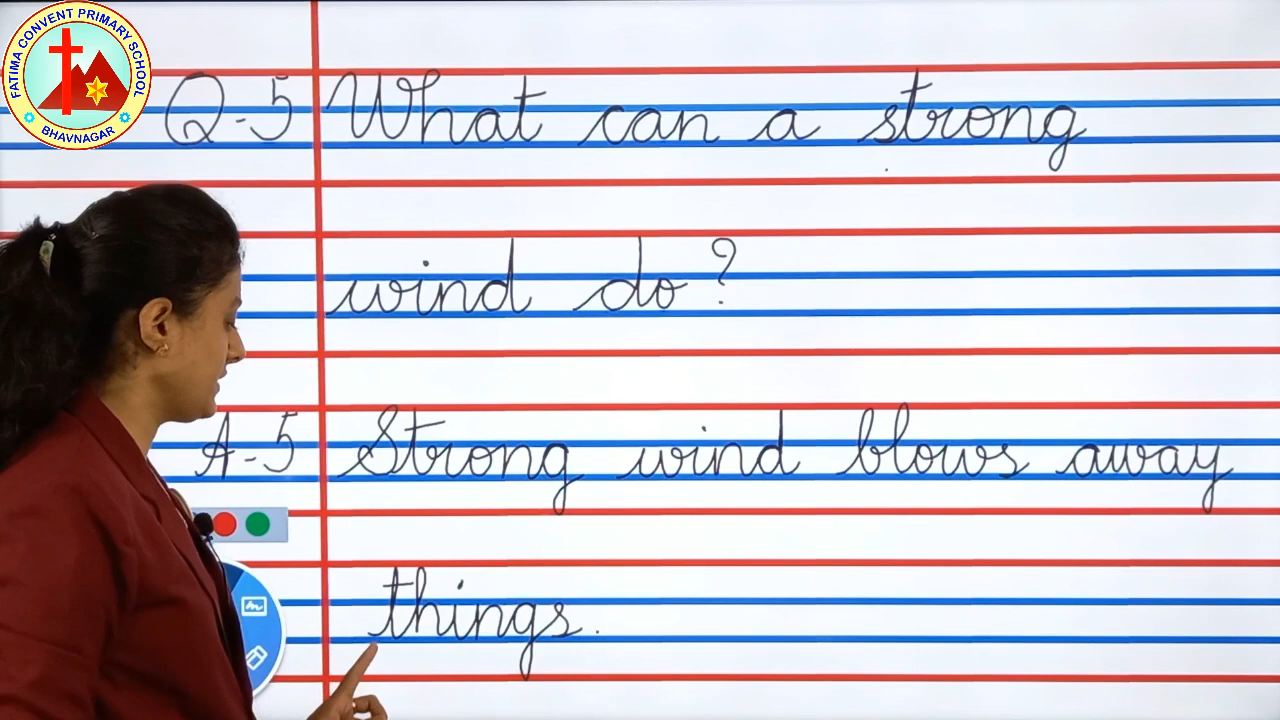 FATIMA CONVENT PRIMARY SCHOOL
BHAVNAGAR
Q-5 What can a strong
wind do?
A-5 Strong wind blows away
things.